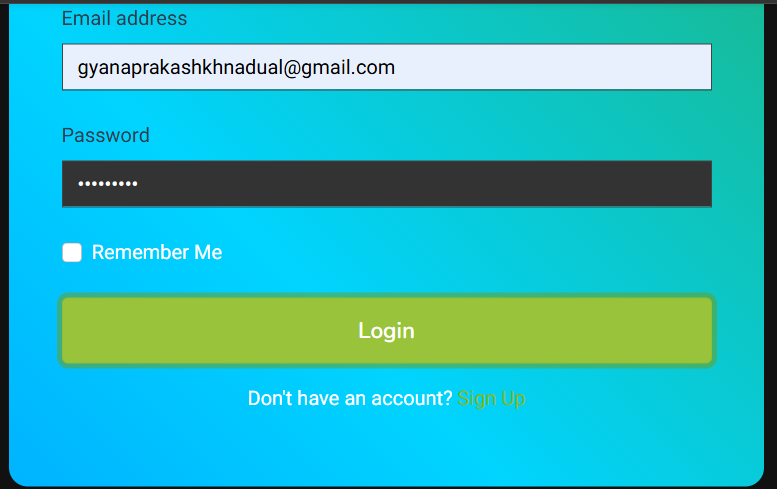 Email address
gyanaprakashkhnadual@gmail.com
Password
•••••••••
Remember Me
Login
Don't have an account? Sign Up